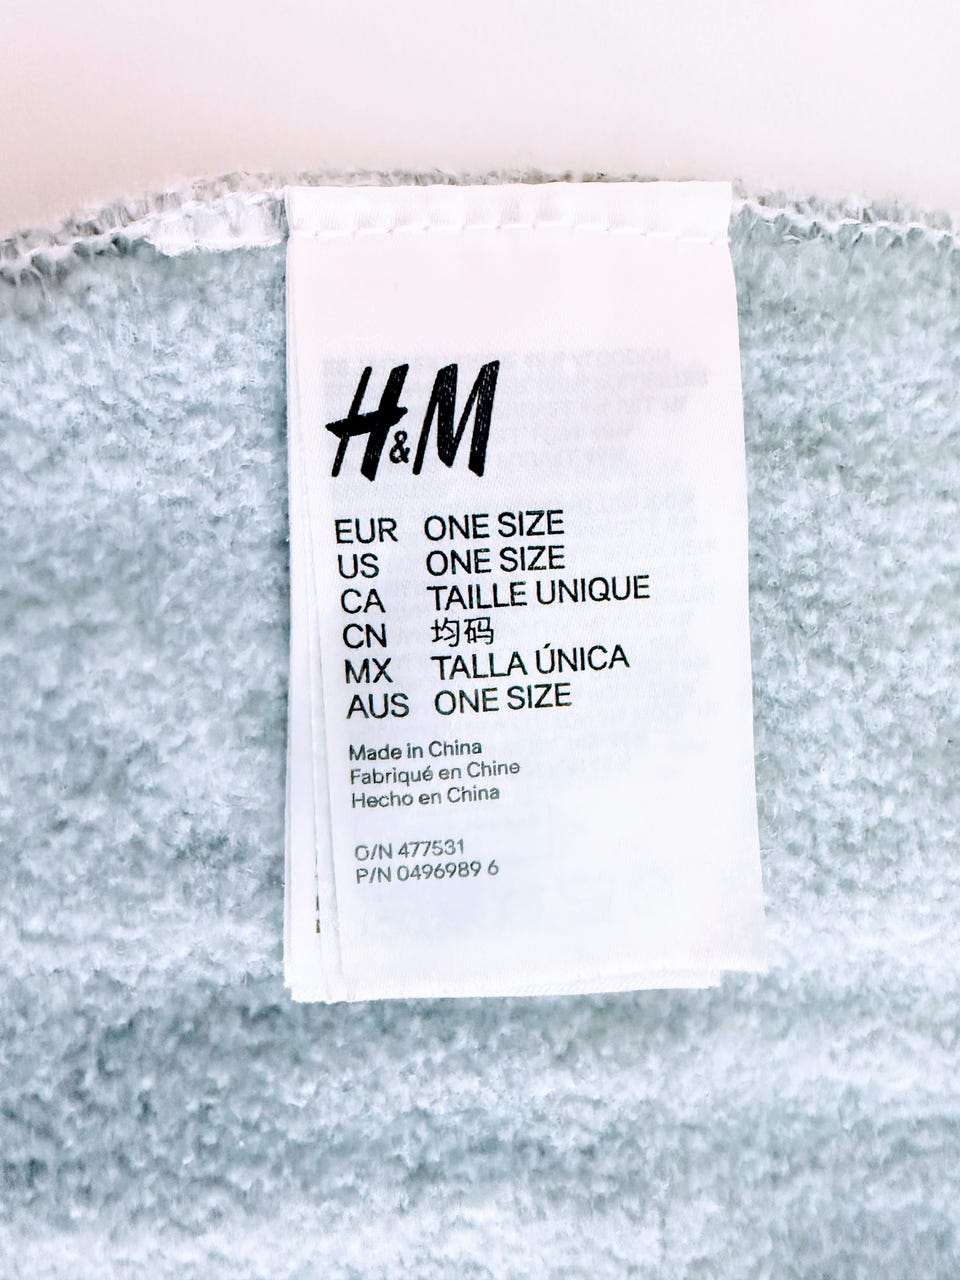 H&M
EUR ONE SIZE
US ONE SIZE
CA TAILLE UNIQUE
CN 均码
MX TALLA ÚNICA
AUS ONE SIZE
Made in China
Fabriqué en Chine
Hecho en China
O/N 477531
P/N 0496989 6